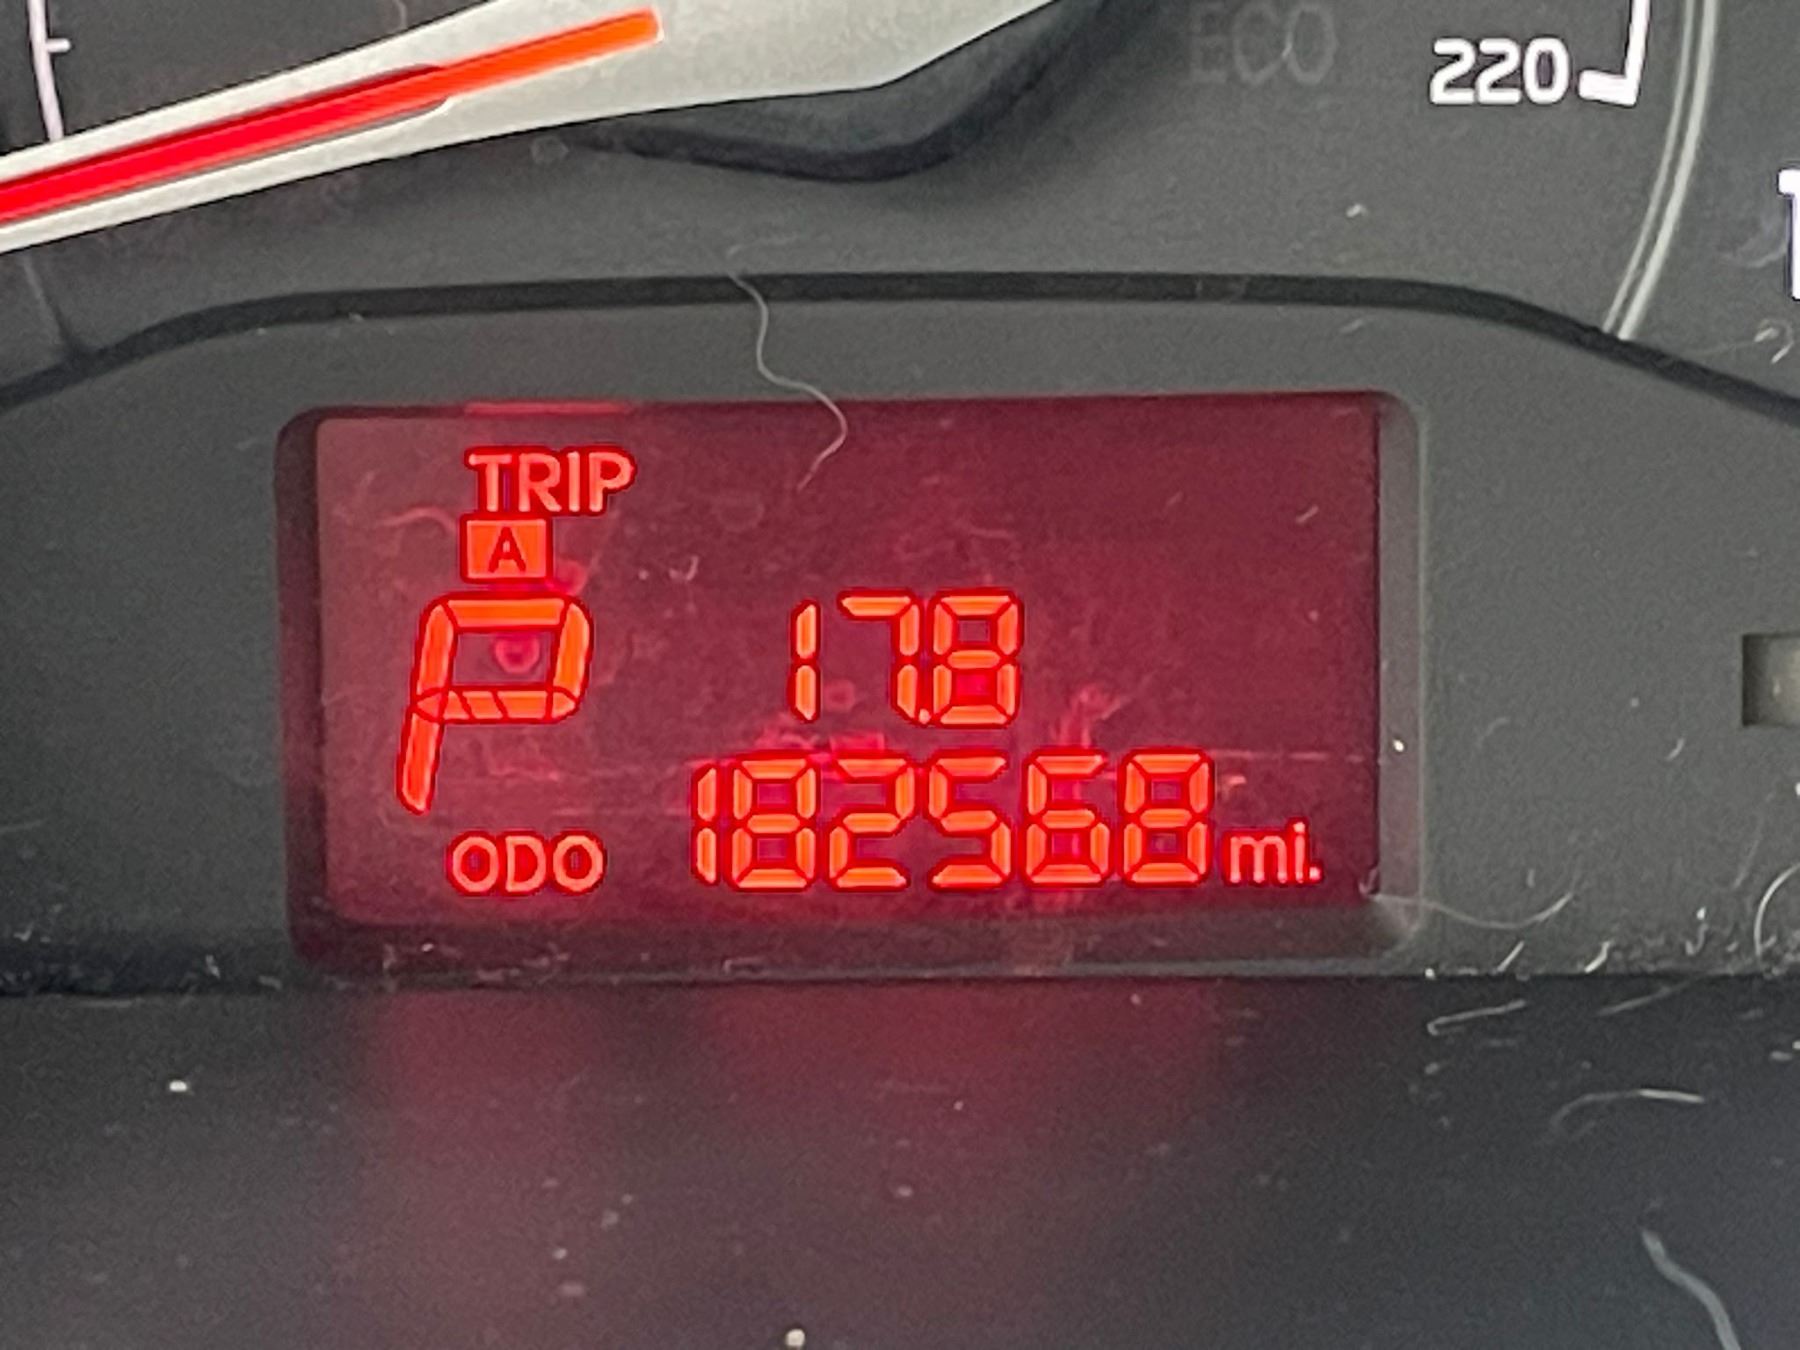 ECO
220
TRIP
A
P
17.8
ODO 182568 mi.